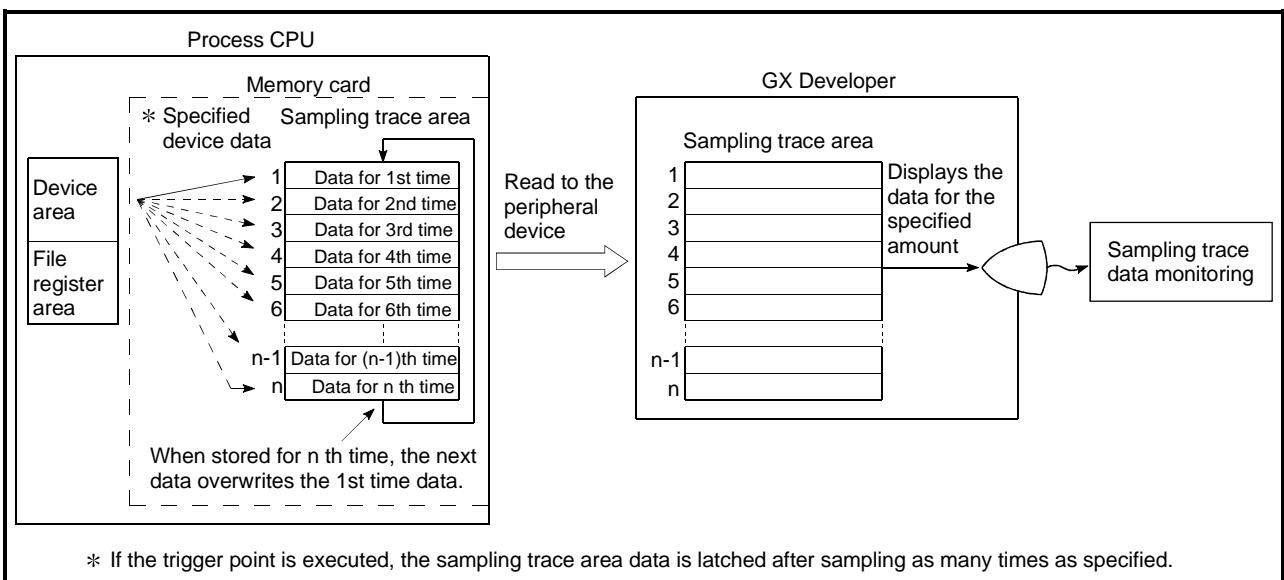 Process CPU
Memory card
∗ Specified
device data
Sampling trace area
Device
area
File
register
area
1 Data for 1st time
2 Data for 2nd time
3 Data for 3rd time
4 Data for 4th time
5 Data for 5th time
6 Data for 6th time
n-1 Data for (n-1)th time
n Data for n th time
When stored for n th time, the next
data overwrites the 1st time data.
Read to the
peripheral
device
GX Developer
Sampling trace area
1
2
3
4
5
6
n-1
n
Displays the
data for the
specified
amount
Sampling trace
data monitoring
∗ If the trigger point is executed, the sampling trace area data is latched after sampling as many times as specified.